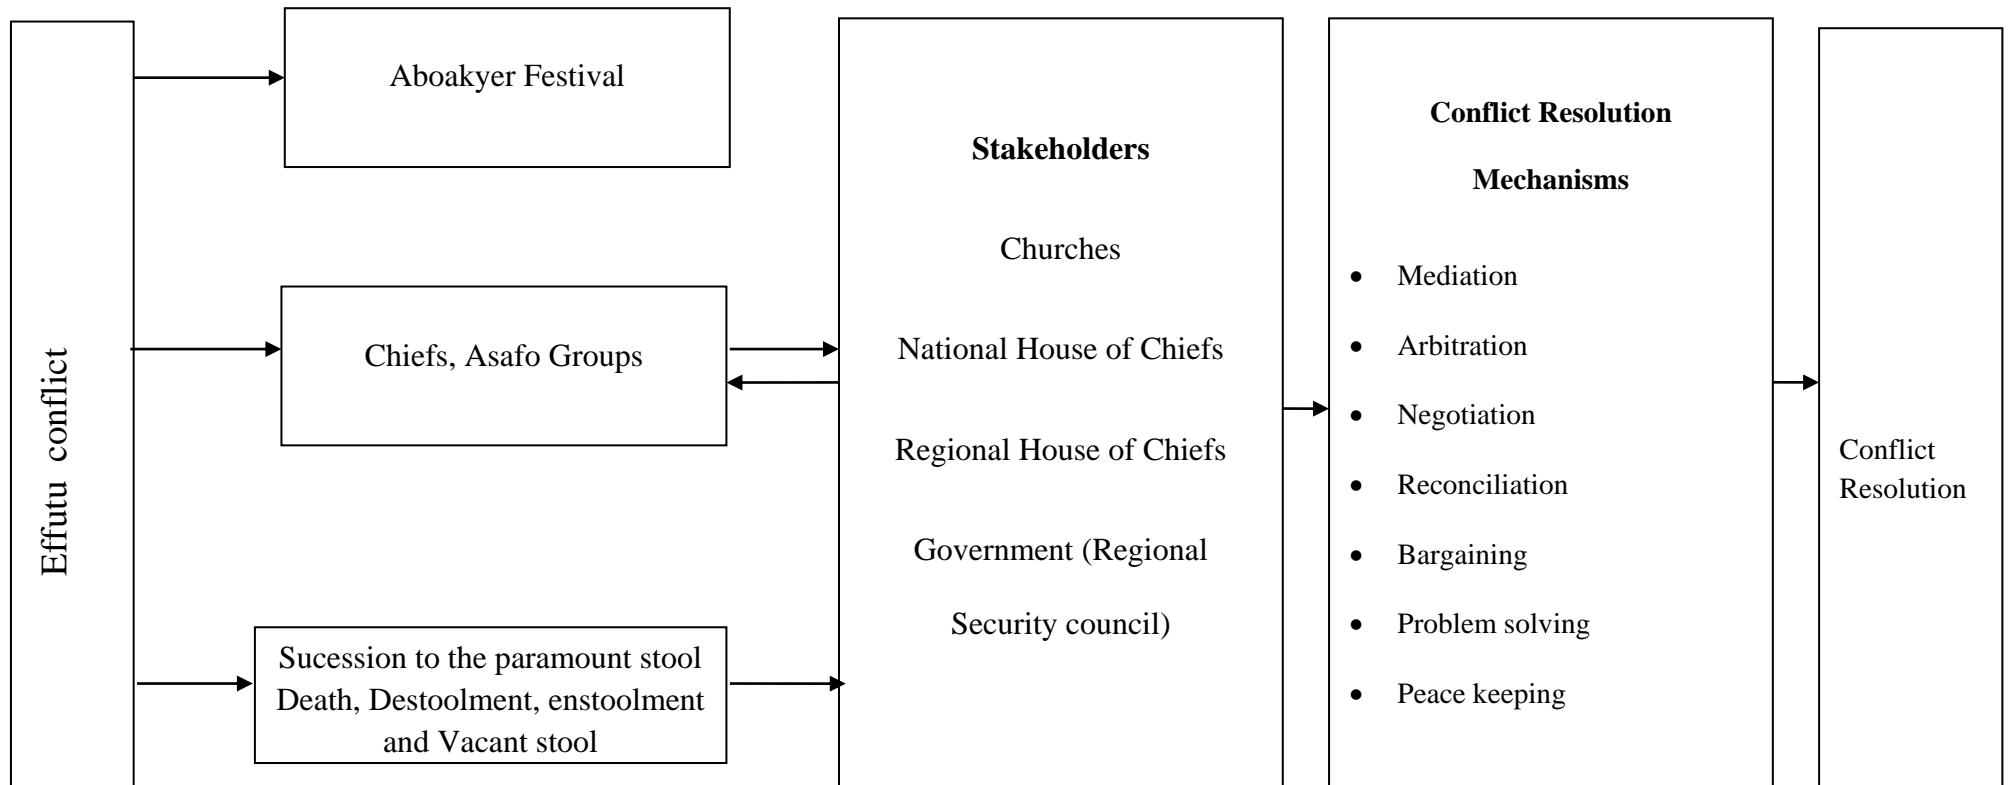 Effutu conflict
Aboakyer Festival
Chiefs, Asafo Groups
Sucession to the paramount stool
Death, Destoolment, enstoolment
and Vacant stool
Stakeholders
Churches
National House of Chiefs
Regional House of Chiefs
Government (Regional
Security council)
Conflict Resolution
Mechanisms
• Mediation
• Arbitration
• Negotiation
• Reconciliation
• Bargaining
• Problem solving
• Peace keeping
Conflict
Resolution